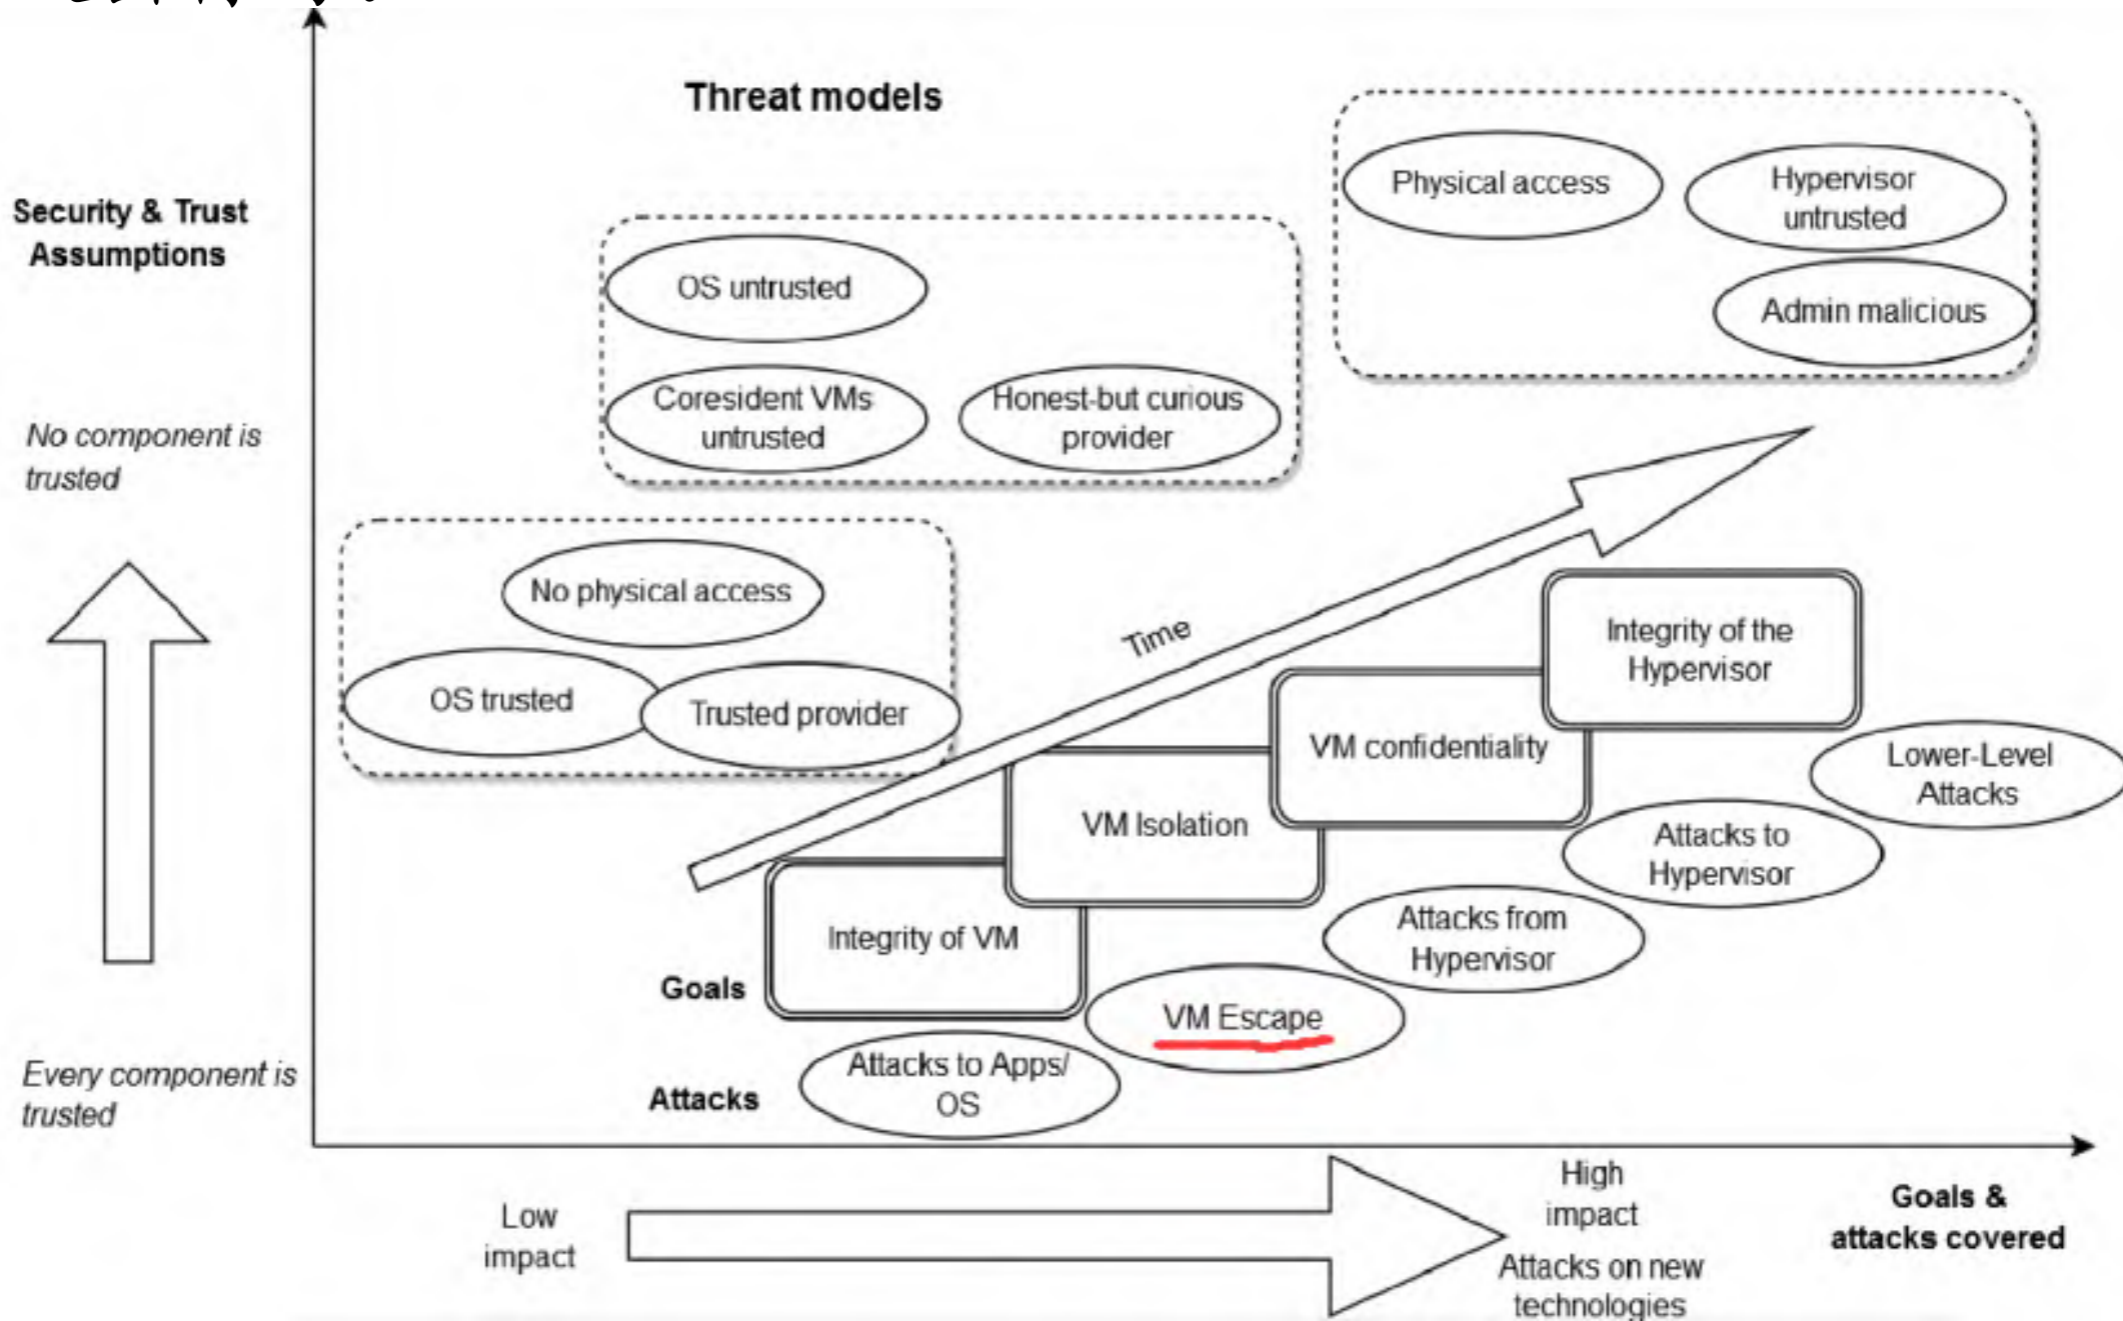 Threat models
Security & Trust
Assumptions
Physical access
Hypervisor
untrusted
Admin malicious
OS untrusted
Coresident VMs
untrusted
Honest-but curious
provider
No component is
trusted
No physical access
OS trusted
Trusted provider
Time
Integrity of the
Hypervisor
VM confidentiality
VM Isolation
Integrity of VM
Goals
Lower-Level
Attacks
Attacks to
Hypervisor
Attacks from
Hypervisor
VM Escape
Attacks to Apps/
OS
Attacks
Every component is
trusted
Low
impact
High
impact
Attacks on new
technologies
Goals &
attacks covered